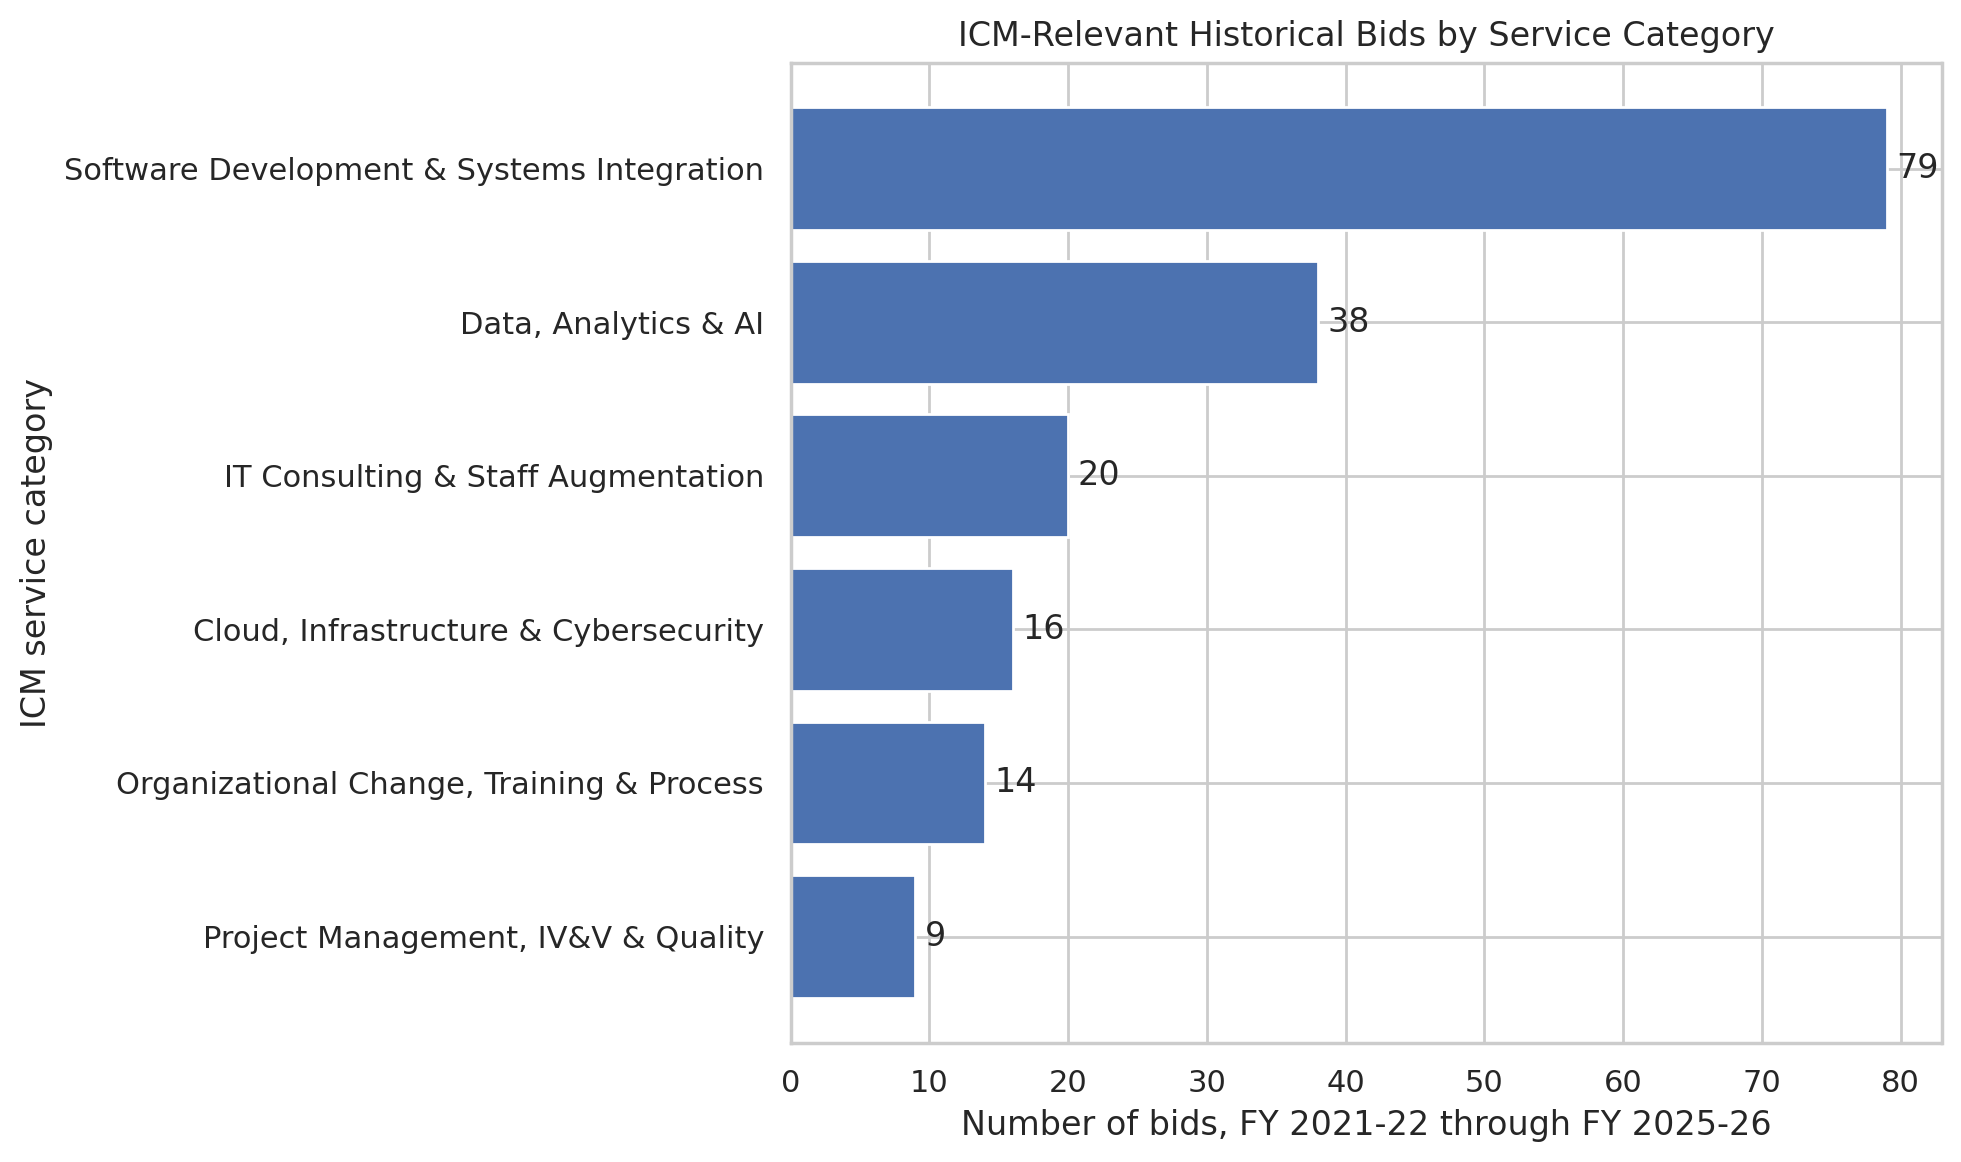 ICM-Relevant Historical Bids by Service Category
Software Development & Systems Integration
79
Data, Analytics & AI
38
IT Consulting & Staff Augmentation
20
Cloud, Infrastructure & Cybersecurity
16
Organizational Change, Training & Process
14
Project Management, IV&V & Quality
9
ICM service category
0 10 20 30 40 50 60 70 80
Number of bids, FY 2021-22 through FY 2025-26